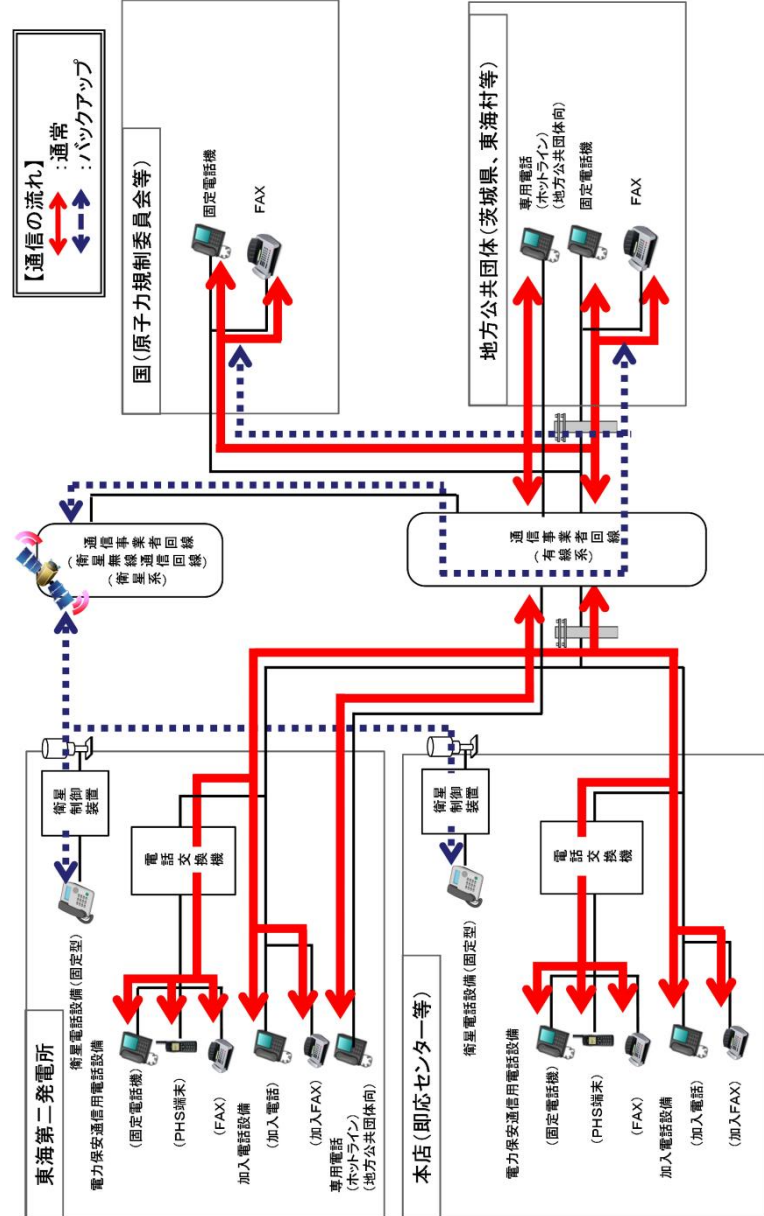 【通信の流れ】
：通常
：バックアップ
東海第二発電所
衛星電話設備(固定型)
衛星
制御
装置
電力保安通信用電話設備
(固定電話機)
(PHS端末)
(FAX)
電話交換機
加入電話設備
(加入電話)
(加入FAX)
専用電話
(ホットライン)
(地方公共団体向)
本店(即応センター等)
衛星電話設備(固定型)
衛星
制御
装置
電力保安通信用電話設備
(固定電話機)
(PHS端末)
(FAX)
電話交換機
加入電話設備
(加入電話)
(加入FAX)
通信事業者回線
(衛星無線通信回線)
(衛星系)
通信事業者回線
(有線系)
国(原子力規制委員会等)
固定電話機
FAX
地方公共団体(茨城県、東海村等)
専用電話
(ホットライン)
(地方公共団体向)
固定電話機
FAX